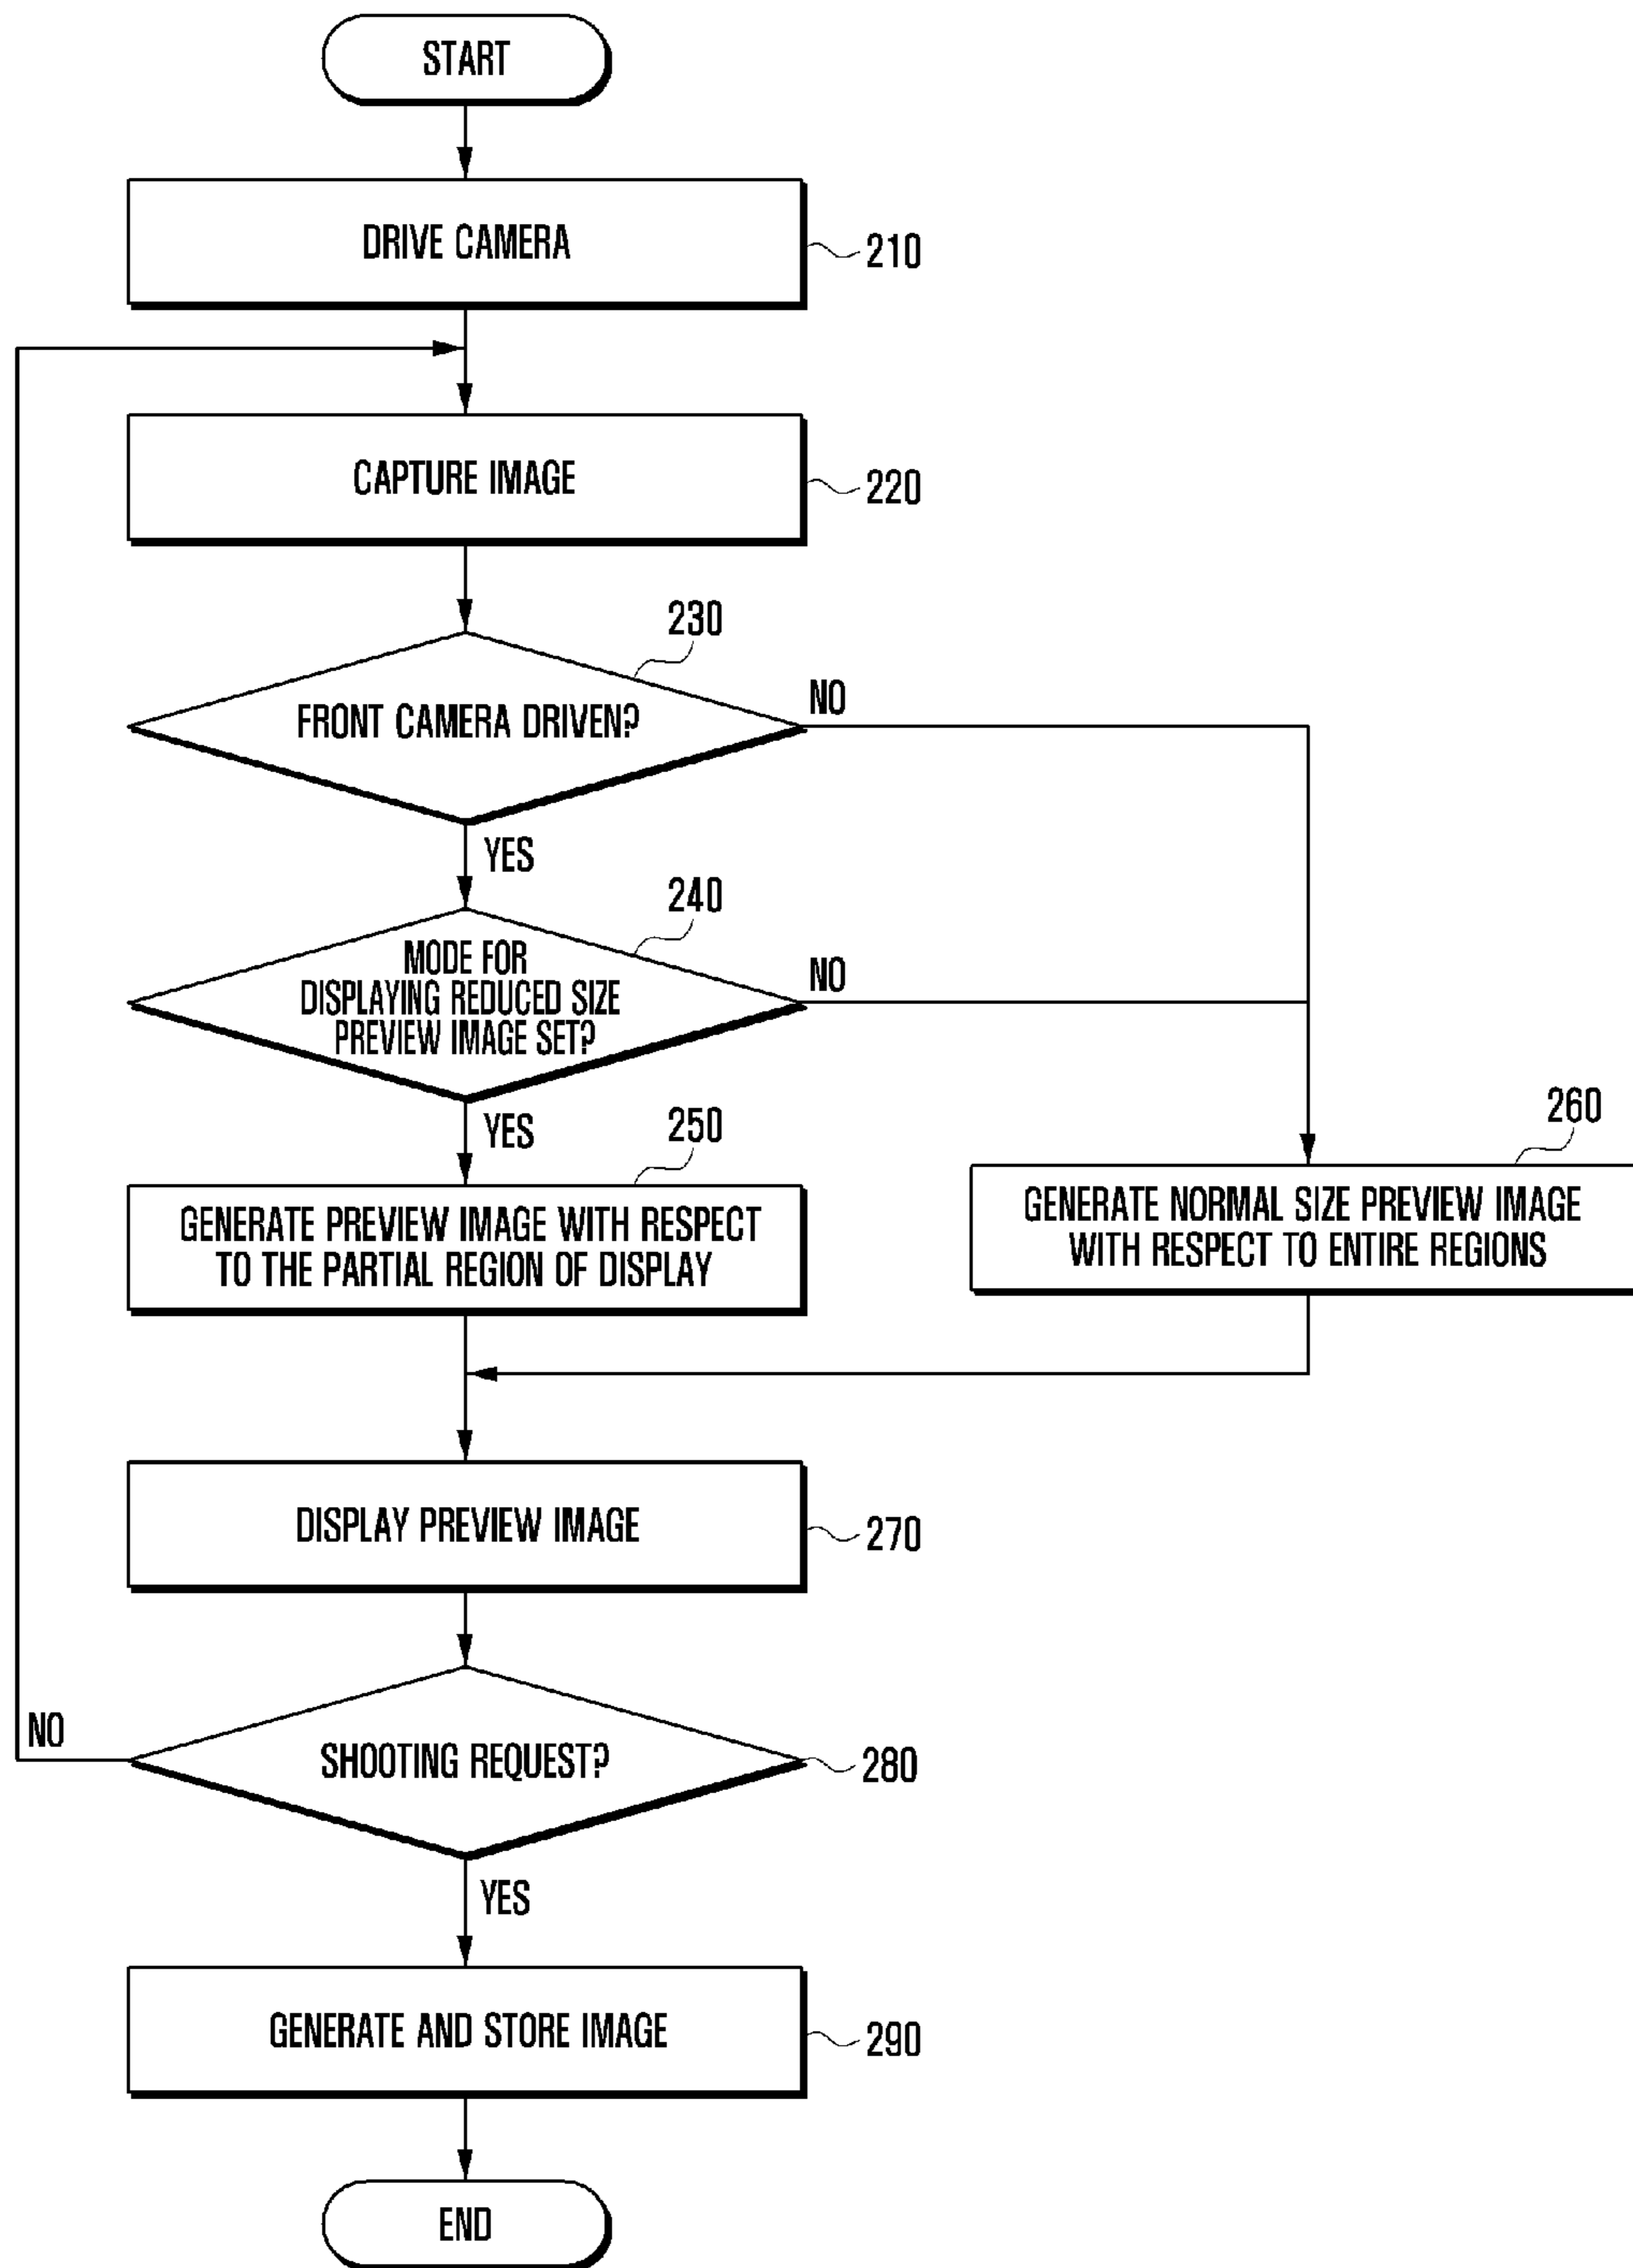 START
DRIVE CAMERA
210
CAPTURE IMAGE
220
230
FRONT CAMERA DRIVEN?
NO
YES
240
MODE FOR
DISPLAYING REDUCED SIZE
PREVIEW IMAGE SET?
NO
YES
250
GENERATE PREVIEW IMAGE WITH RESPECT
TO THE PARTIAL REGION OF DISPLAY
260
GENERATE NORMAL SIZE PREVIEW IMAGE
WITH RESPECT TO ENTIRE REGIONS
DISPLAY PREVIEW IMAGE
270
NO
SHOOTING REQUEST?
280
YES
GENERATE AND STORE IMAGE
290
END